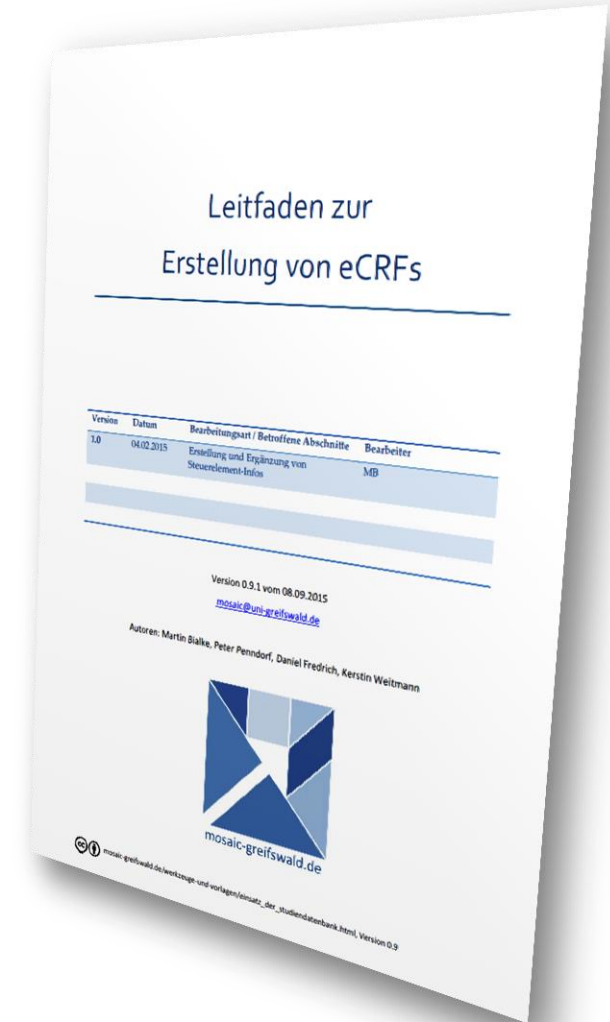 Leitfaden zur
Erstellung von eCRFs
Version Datum Bearbeitungsart / Betroffene Abschnitte Bearbeiter
1.0 04.02.2015 Erstellung und Ergänzung von MB
Steuerelement-Infos
Version 0.9.1 vom 08.09.2015
mosaic@uni-greifswald.de
Autoren: Martin Bialke, Peter Penndorf, Daniel Fredrich, Kerstin Weitmann
mosaic-greifswald.de
cc mosaic-greifswald.de/werkzeuge-und-vorlagen/einsatz_der_studiendatenbank.html, Version 0.9